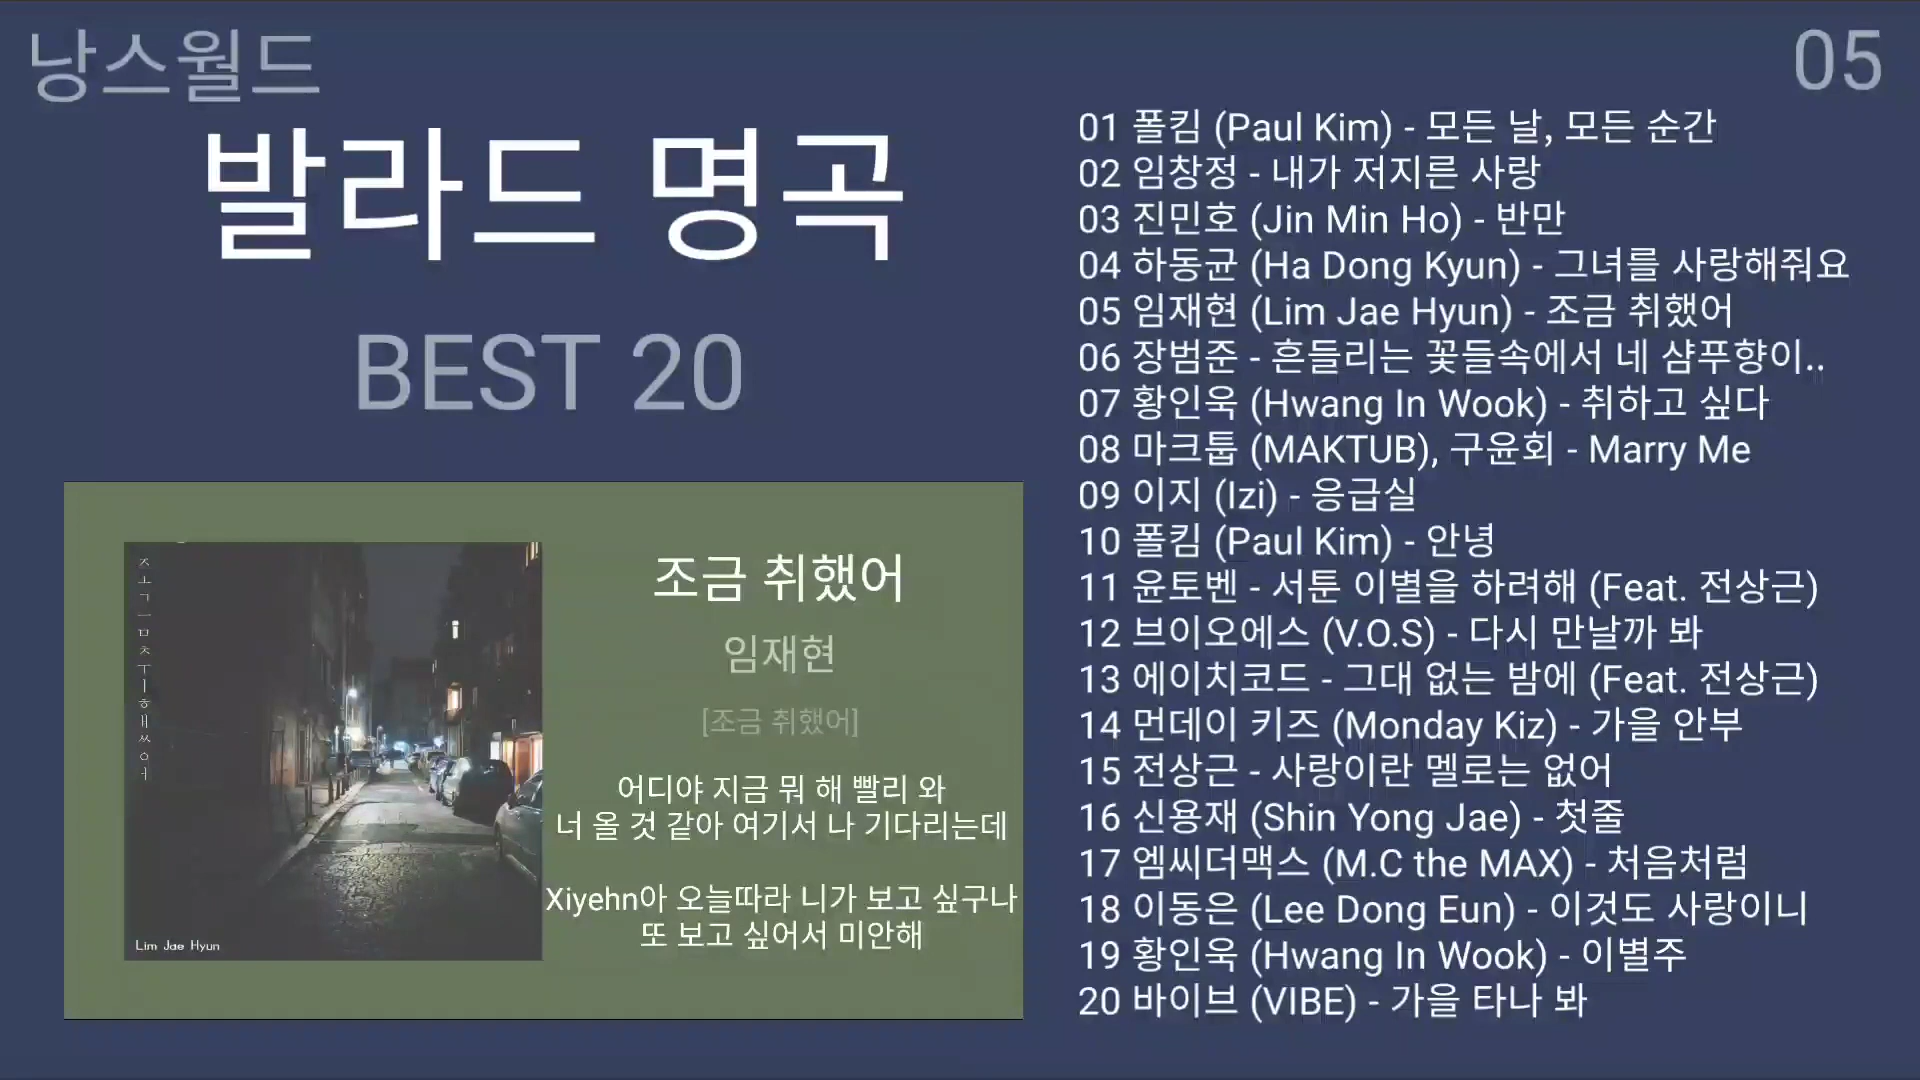 낭스월드
05
발라드 명곡
BEST 20
01 폴킴 (Paul Kim) - 모든 날, 모든 순간
02 임창정 - 내가 저지른 사랑
03 진민호 (Jin Min Ho) - 반만
04 하동균 (Ha Dong Kyun) - 그녀를 사랑해줘요
05 임재현 (Lim Jae Hyun) - 조금 취했어
06 장범준 - 흔들리는 꽃들속에서 네 샴푸향이..
07 황인욱 (Hwang In Wook) - 취하고 싶다
08 마크툽 (MAKTUB), 구윤회 - Marry Me
09 이지 (Izi) - 응급실
10 폴킴 (Paul Kim) - 안녕
11 윤토벤 - 서툰 이별을 하려해 (Feat. 전상근)
12 브이오에스 (V.O.S) - 다시 만날까 봐
13 에이치코드 - 그대 없는 밤에 (Feat. 전상근)
14 먼데이 키즈 (Monday Kiz) - 가을 안부
15 전상근 - 사랑이란 멜로는 없어
16 신용재 (Shin Yong Jae) - 첫줄
17 엠씨더맥스 (M.C the MAX) - 처음처럼
18 이동은 (Lee Dong Eun) - 이것도 사랑이니
19 황인욱 (Hwang In Wook) - 이별주
20 바이브 (VIBE) - 가을 타나 봐
ㅈㅗㄱㅡㅁㅊㅜㅣㅎㅐㅆㅇㅓ
Lim Jae Hyun
조금 취했어
임재현
[조금 취했어]
어디야 지금 뭐 해 빨리 와
너 올 것 같아 여기서 나 기다리는데
Xiyehn아 오늘따라 니가 보고 싶구나
또 보고 싶어서 미안해